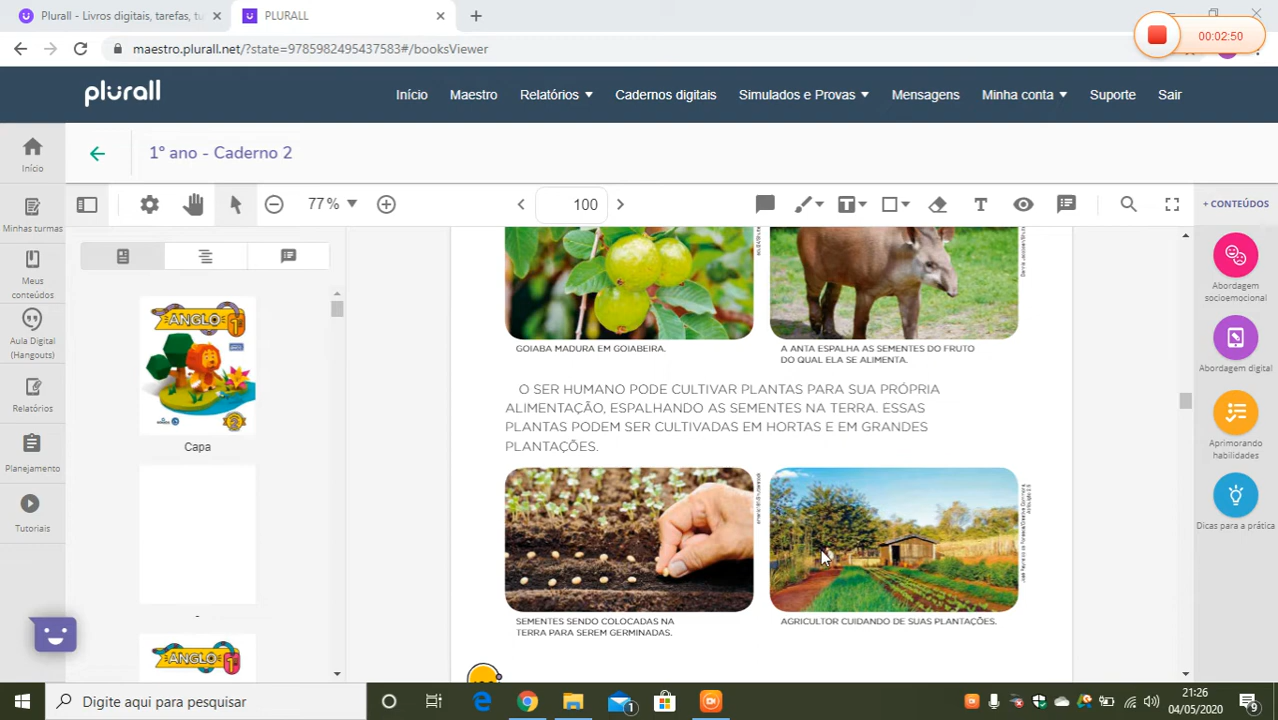 Plurall - Livros digitais, tarefas, tu
PLURALL
maestro.plurall.net/?state=9785982495437583#/booksViewer
00:02:50
plurall
Início
Maestro
Relatórios
Cadernos digitais
Simulados e Provas
Mensagens
Minha conta
Suporte
Sair
Início
1º ano - Caderno 2
77%
100
+ CONTEÚDOS
Minhas turmas
Meus
conteúdos
Aula Digital
(Hangouts)
Relatórios
Planejamento
Tutoriais
ANGLO 1
Capa
-
ANGLO 1
GOIABA MADURA EM GOIABEIRA.
A ANTA ESPALHA AS SEMENTES DO FRUTO
DO QUAL ELA SE ALIMENTA.
O SER HUMANO PODE CULTIVAR PLANTAS PARA SUA PRÓPRIA
ALIMENTAÇÃO, ESPALHANDO AS SEMENTES NA TERRA. ESSAS
PLANTAS PODEM SER CULTIVADAS EM HORTAS E EM GRANDES
PLANTAÇÕES.
SEMENTES SENDO COLOCADAS NA
TERRA PARA SEREM GERMINADAS.
AGRICULTOR CUIDANDO DE SUAS PLANTAÇÕES.
Abordagem
socioemocional
Abordagem digital
Aprimorando
habilidades
Dicas para a prática
Digite aqui para pesquisar
1
21:26
04/05/2020
9